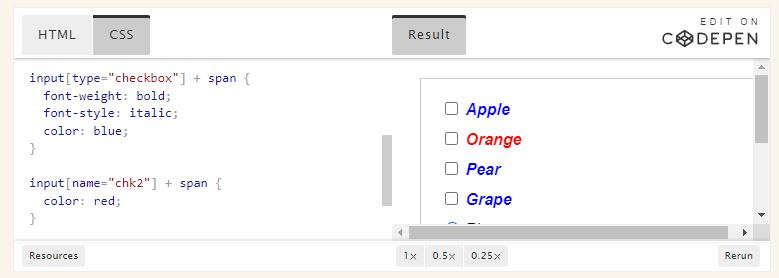 HTML CSS Result EDIT ON
CODEPEN
input[type="checkbox"] + span {
font-weight: bold;
font-style: italic;
color: blue;
}
input[name="chk2"] + span {
color: red;
}
Apple
Orange
Pear
Grape
Resources 1× 0.5× 0.25× Rerun